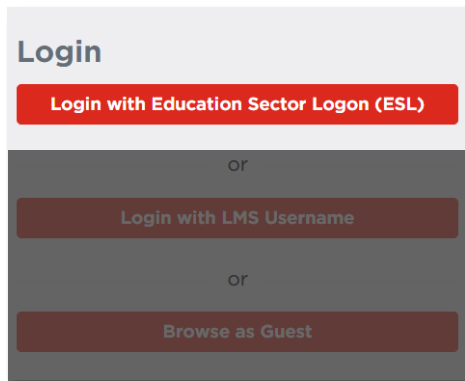 Login
Login with Education Sector Logon (ESL)
or
Login with LMS Username
or
Browse as Guest